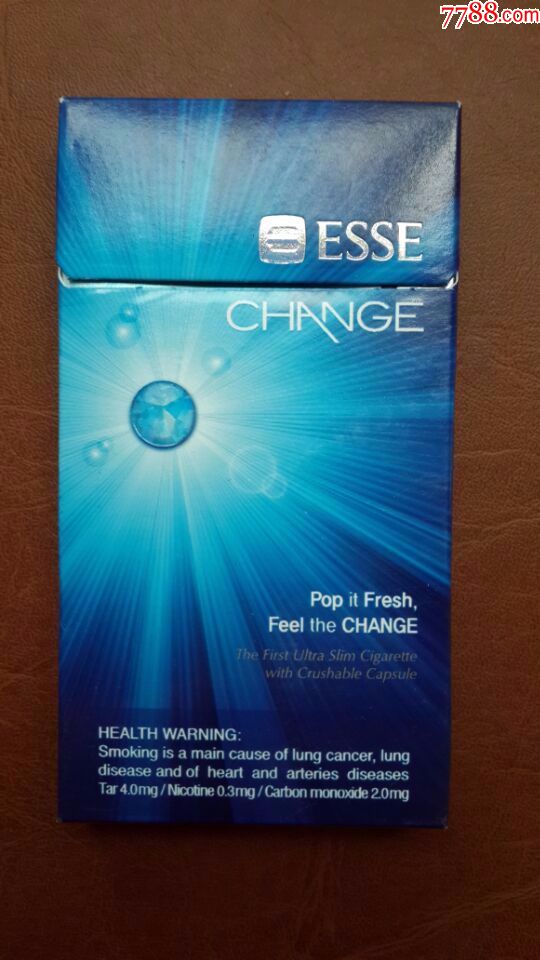 7788.com
ESSE
CHANGE
Pop it Fresh,
Feel the CHANGE
The First Ultra Slim Cigarette
with Crushable Capsule
HEALTH WARNING:
Smoking is a main cause of lung cancer, lung
disease and of heart and arteries diseases
Tar 4.0mg / Nicotine 0.3mg / Carbon monoxide 2.0mg